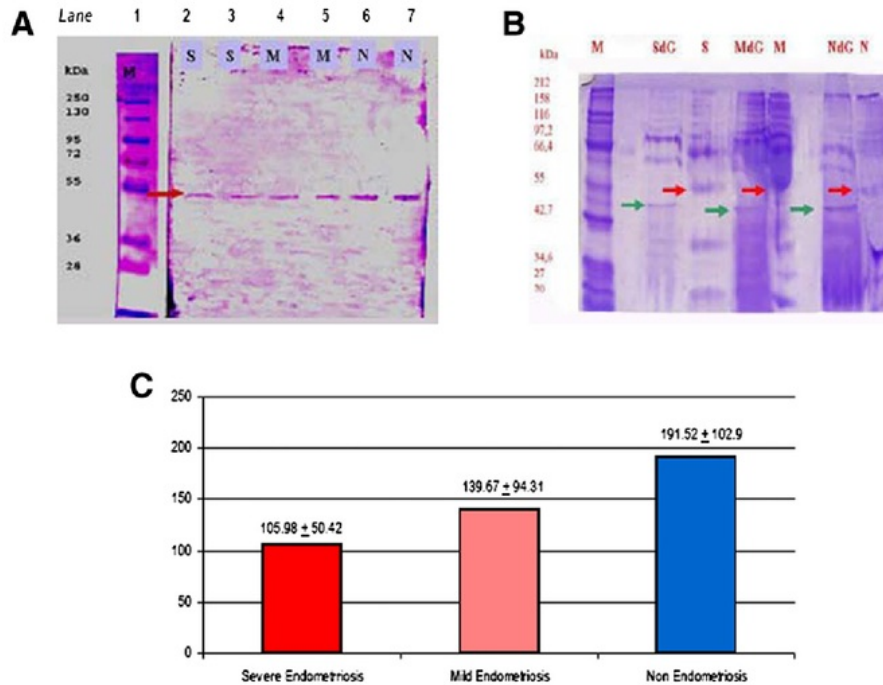 A
Lane 1 2 3 4 5 6 7
kDa M S S M M N N
250
130
95
72
55
36
28
B
kDa M SdG S MdG M NdG N
212
158
116
97,2
66,4
55
42,7
34,6
27
20
C
250
200
150
100
50
0
105.98 ± 50.42
139.67 ± 94.31
191.52 ± 102.9
Severe Endometriosis Mild Endometriosis Non Endometriosis